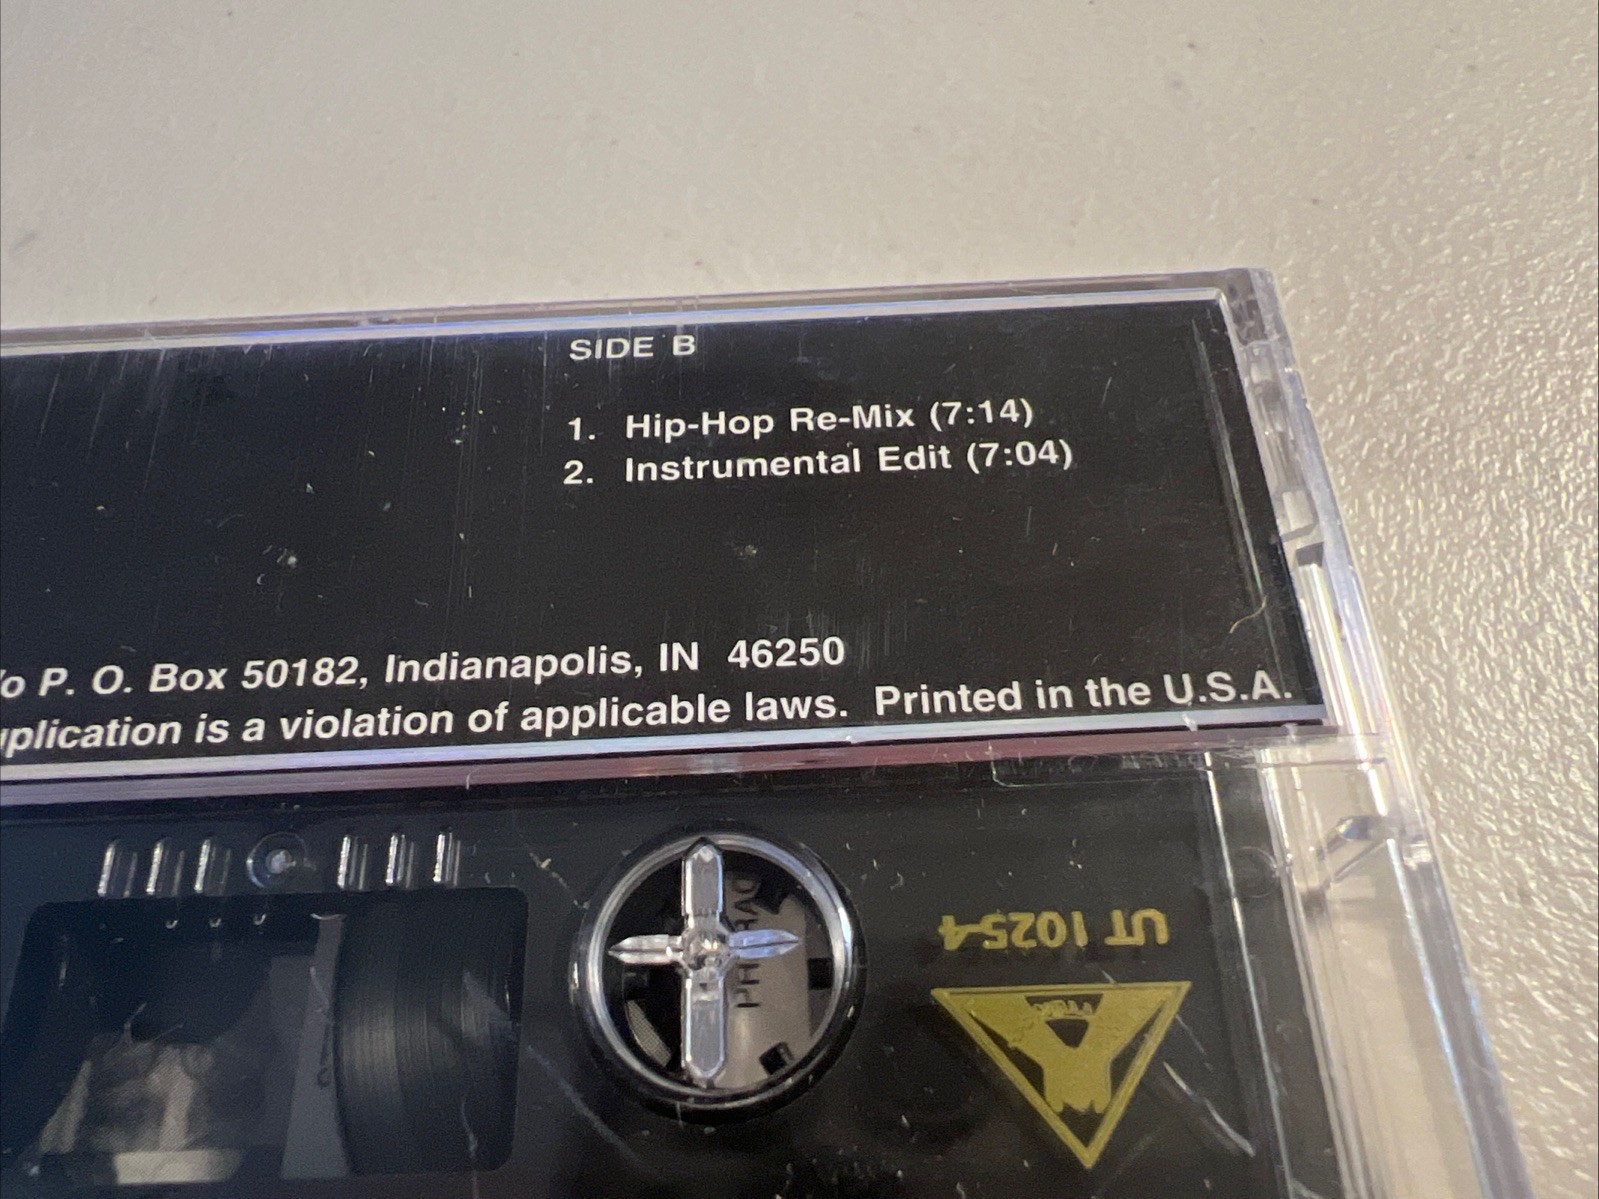 SIDE B
1. Hip-Hop Re-Mix (7:14)
2. Instrumental Edit (7:04)
/o P. O. Box 50182, Indianapolis, IN 46250
plication is a violation of applicable laws. Printed in the U.S.A.
UT 1025-4